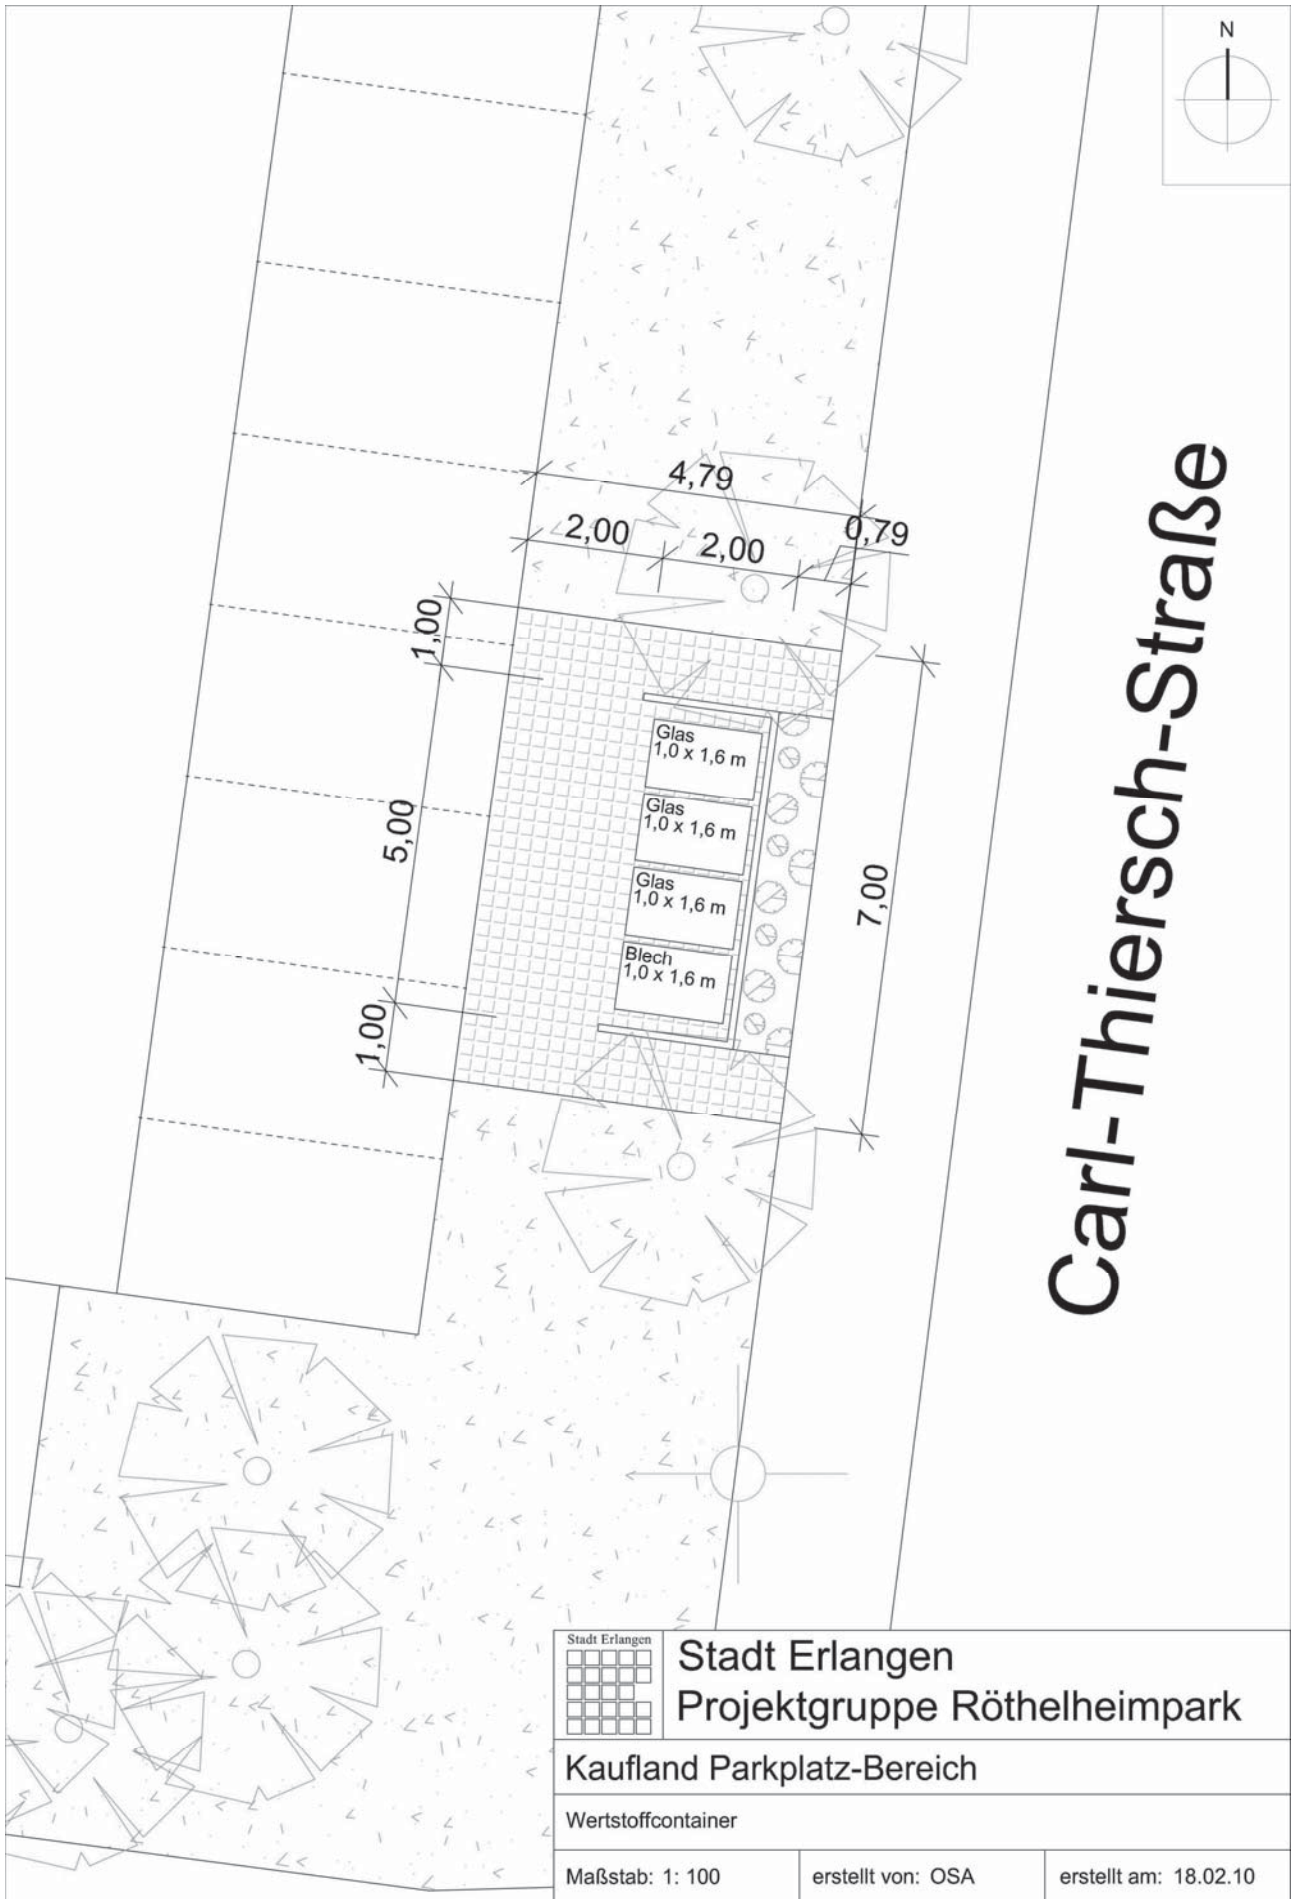 N
4,79
2,00
2,00
0,79
1,00
5,00
1,00
7,00
Glas
1,0 x 1,6 m
Glas
1,0 x 1,6 m
Glas
1,0 x 1,6 m
Blech
1,0 x 1,6 m
Carl-Thiersch-Straße
Stadt Erlangen
Stadt Erlangen
Projektgruppe Röthelheimpark
Kaufland Parkplatz-Bereich
Wertstoffcontainer
Maßstab: 1: 100
erstellt von: OSA
erstellt am: 18.02.10